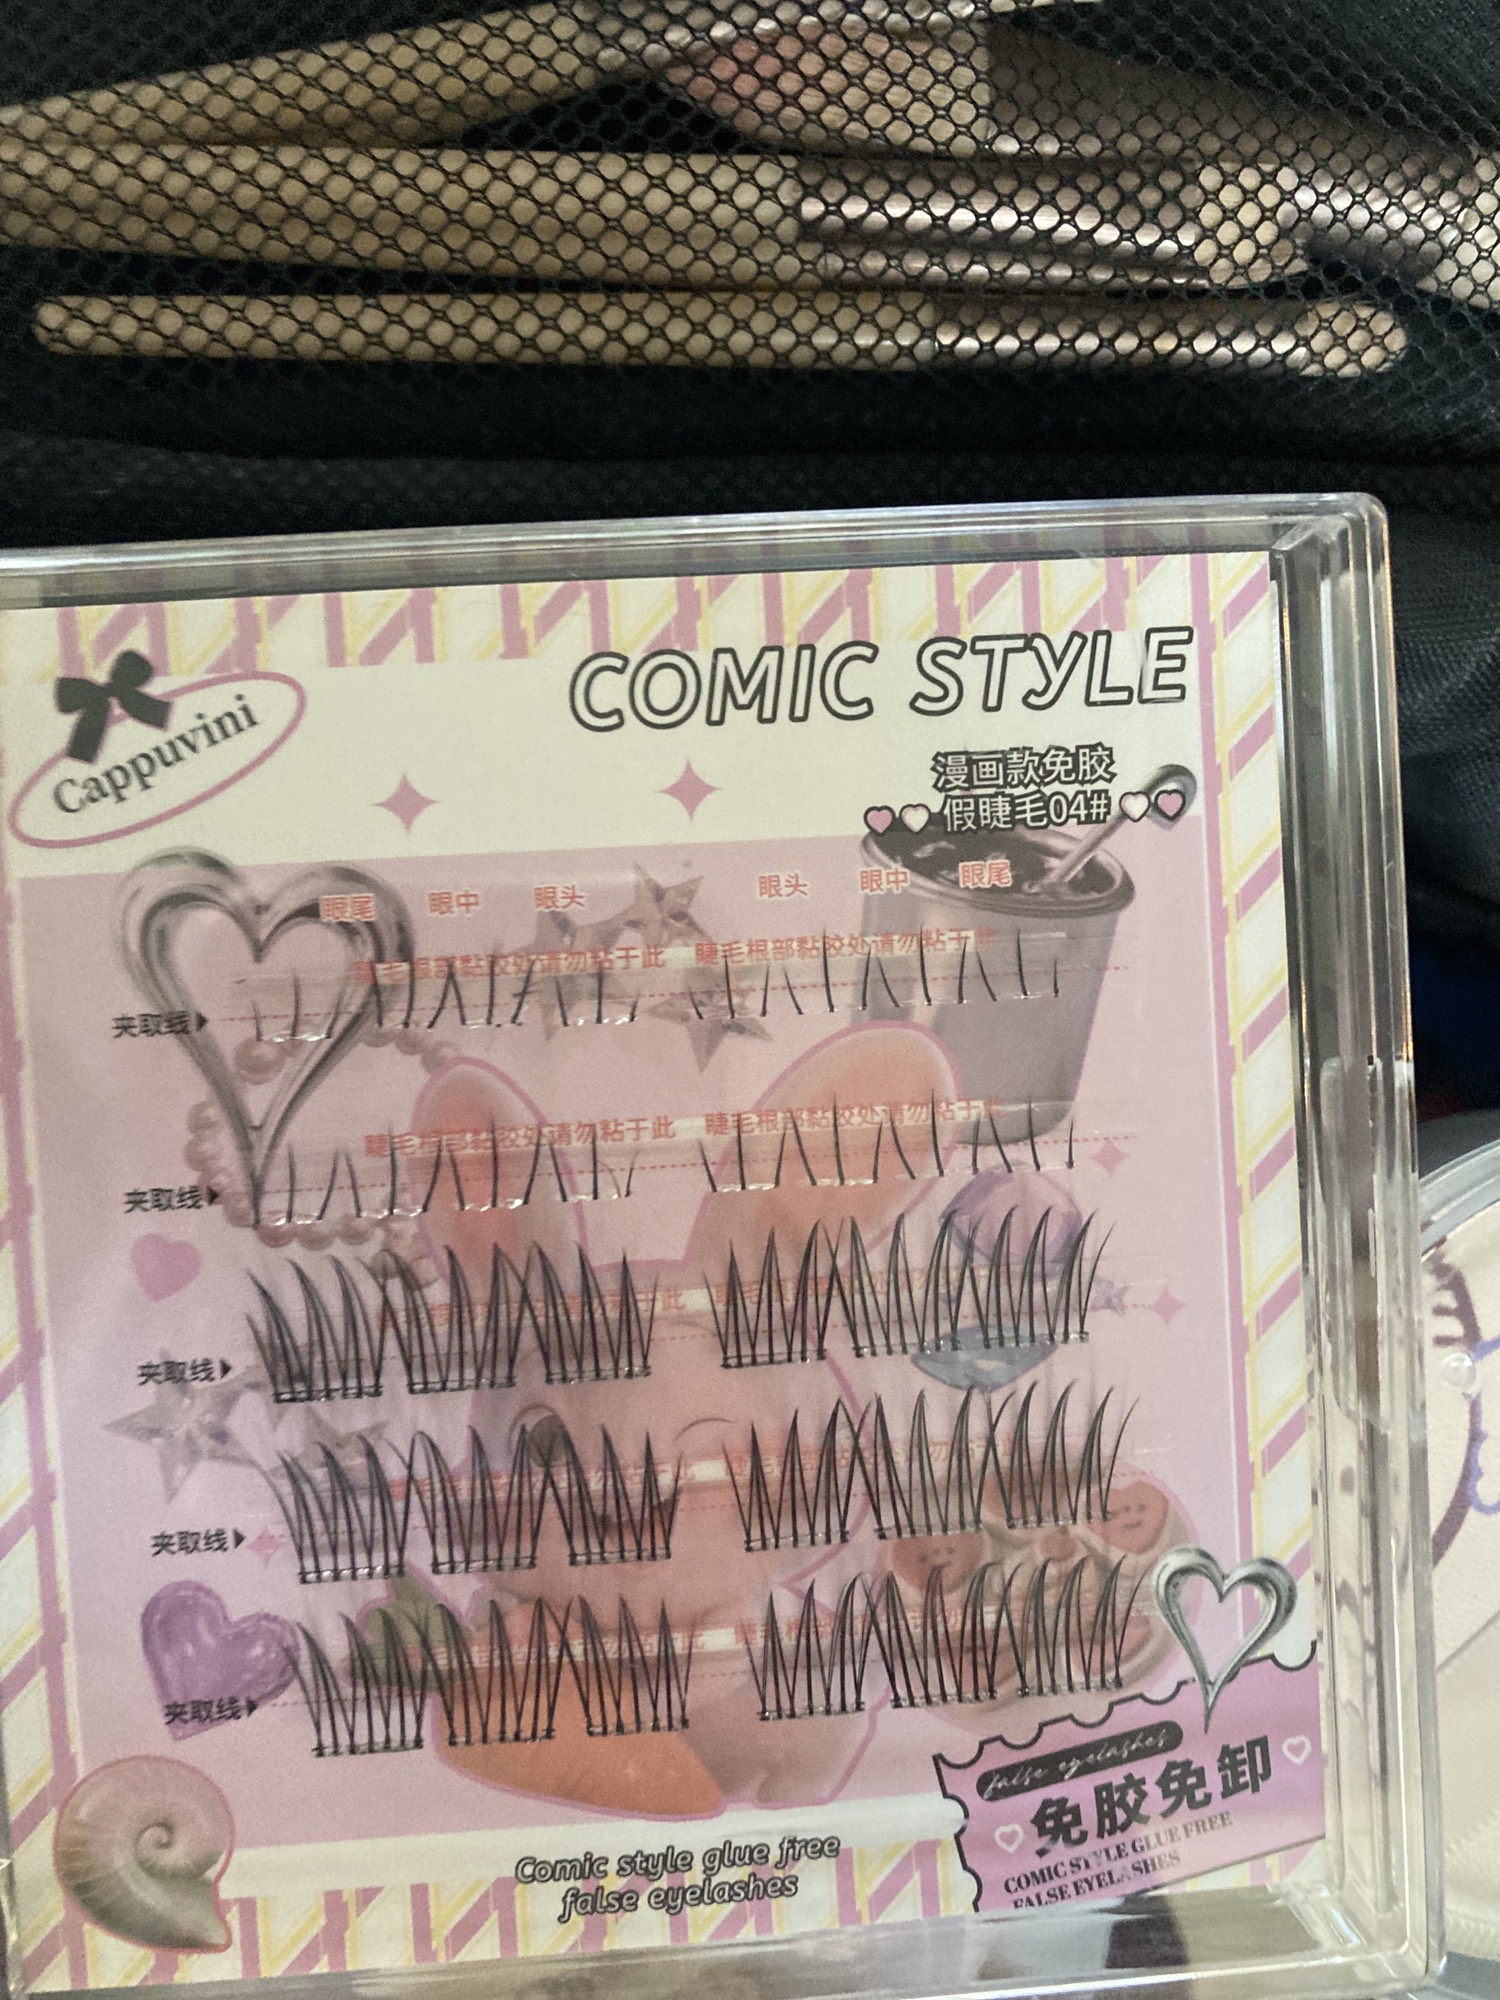 COMIC STYLE
Cappuvini
漫画款免胶
假睫毛04#
眼尾 眼中 眼头 眼头 眼中 眼尾
睫毛根部黏胶处请勿粘于此 睫毛根部黏胶处请勿粘于此
夹取线
睫毛根部黏胶处请勿粘于此 睫毛根部黏胶处请勿粘于此
夹取线
夹取线
夹取线
夹取线
false eyelashes
免胶免卸
COMIC STYLE GLUE FREE
FALSE EYELASHES
Comic style glue free
false eyelashes